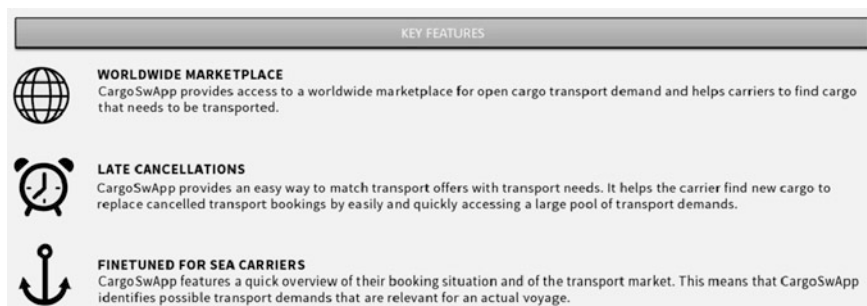 KEY FEATURES
WORLDWIDE MARKETPLACE
CargoSwApp provides access to a worldwide marketplace for open cargo transport demand and helps carriers to find cargo
that needs to be transported.
LATE CANCELLATIONS
CargoSwApp provides an easy way to match transport offers with transport needs. It helps the carrier find new cargo to
replace cancelled transport bookings by easily and quickly accessing a large pool of transport demands.
FINETUNED FOR SEA CARRIERS
CargoSwApp features a quick overview of their booking situation and of the transport market. This means that CargoSwApp
identifies possible transport demands that are relevant for an actual voyage.